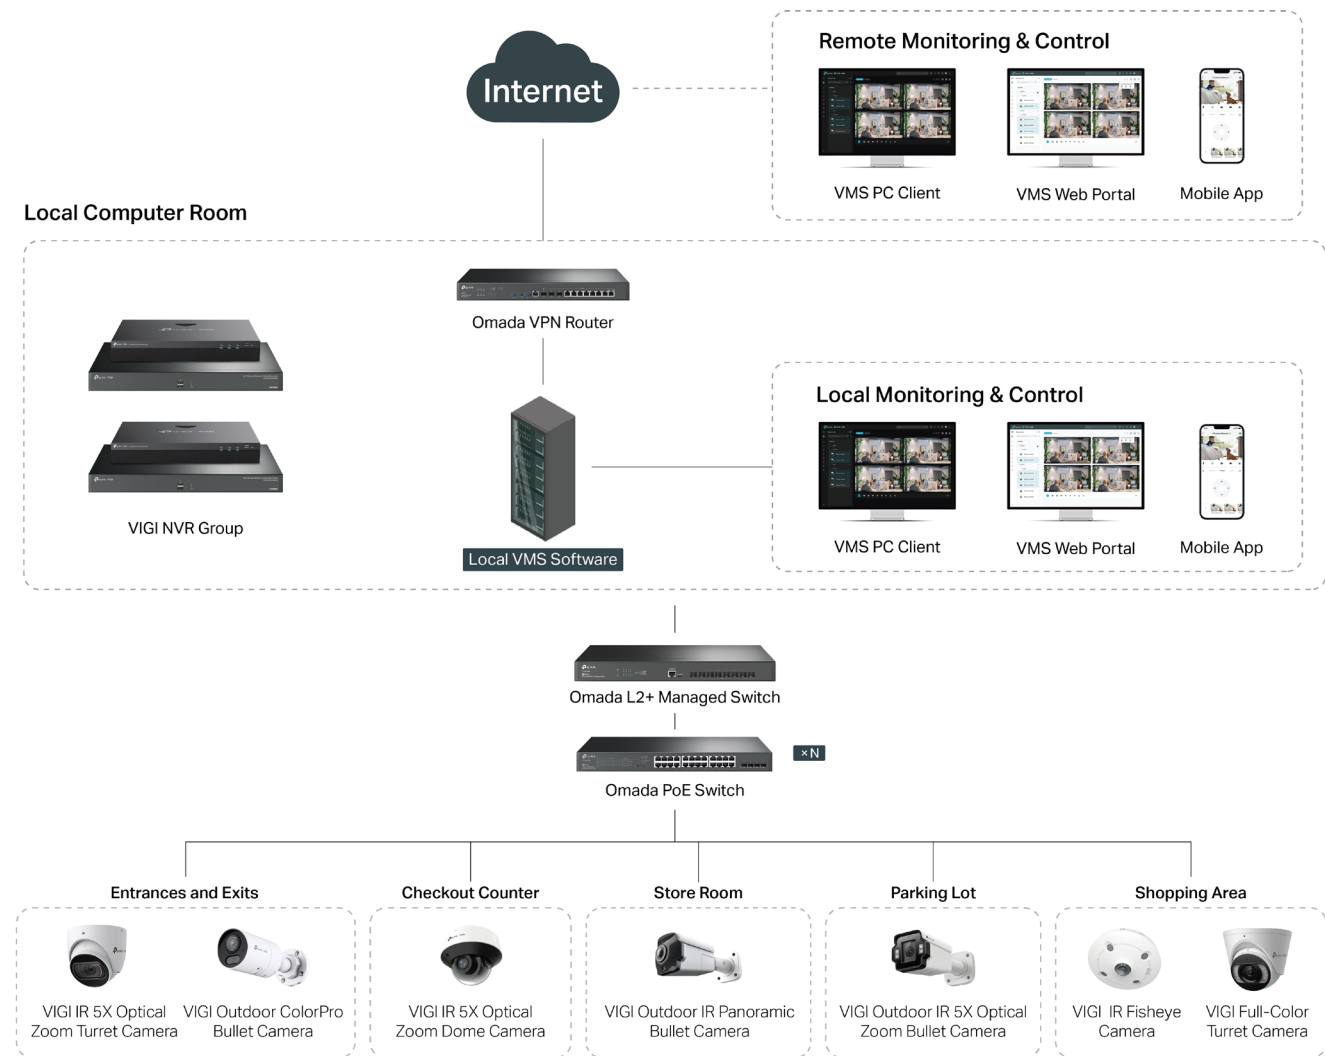 Internet
Remote Monitoring & Control
VMS PC Client
VMS Web Portal
Mobile App
Local Computer Room
Omada VPN Router
VIGI NVR Group
Local VMS Software
Local Monitoring & Control
VMS PC Client
VMS Web Portal
Mobile App
Omada L2+ Managed Switch
×N
Omada PoE Switch
Entrances and Exits
VIGI IR 5X Optical
Zoom Turret Camera
VIGI Outdoor ColorPro
Bullet Camera
Checkout Counter
VIGI IR 5X Optical
Zoom Dome Camera
Store Room
VIGI Outdoor IR Panoramic
Bullet Camera
Parking Lot
VIGI Outdoor IR 5X Optical
Zoom Bullet Camera
Shopping Area
VIGI IR Fisheye
Camera
VIGI Full-Color
Turret Camera